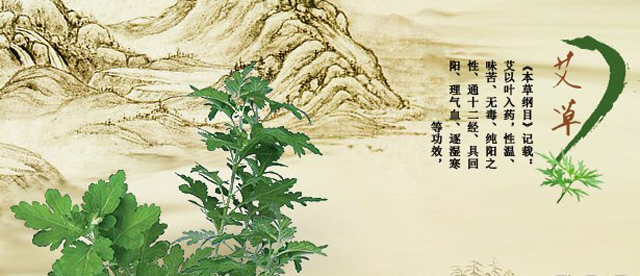 艾草
《本草纲目》记载：
艾以叶入药，性温、
味苦、无毒、纯阳之
性、通十二经、具回
阳、理气血、逐湿寒
等功效，